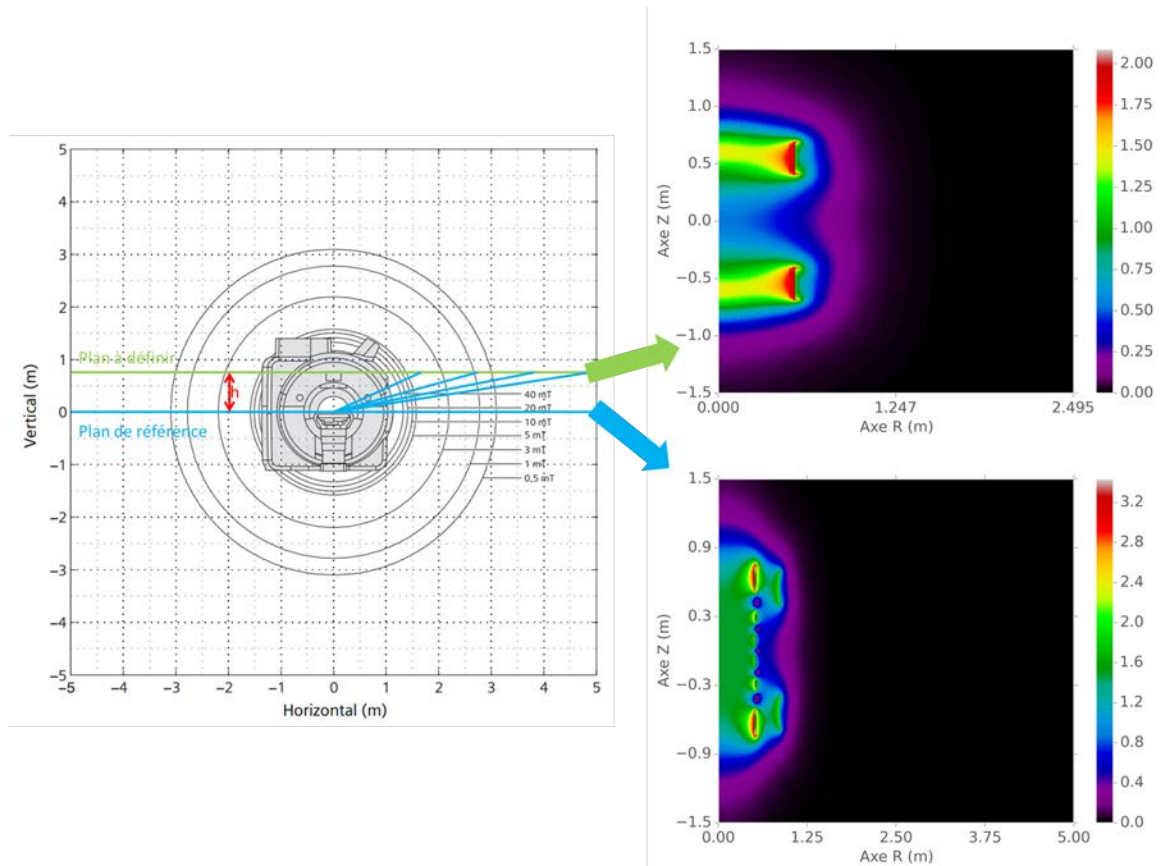 5
4
3
2
1
0
−1
−2
−3
−4
−5
Vertical (m)
−5 −4 −3 −2 −1 0 1 2 3 4 5
Horizontal (m)
Plan à définir
h
Plan de référence
40 mT
20 mT
10 mT
5 mT
3 mT
1 mT
0,5 mT
1.5
1.0
0.5
0.0
−0.5
−1.0
−1.5
Axe Z (m)
0.000 1.247 2.495
Axe R (m)
2.00
1.75
1.50
1.25
1.00
0.75
0.50
0.25
0.00
1.5
0.9
0.3
−0.3
−0.9
−1.5
Axe Z (m)
0.00 1.25 2.50 3.75 5.00
Axe R (m)
3.2
2.8
2.4
2.0
1.6
1.2
0.8
0.4
0.0